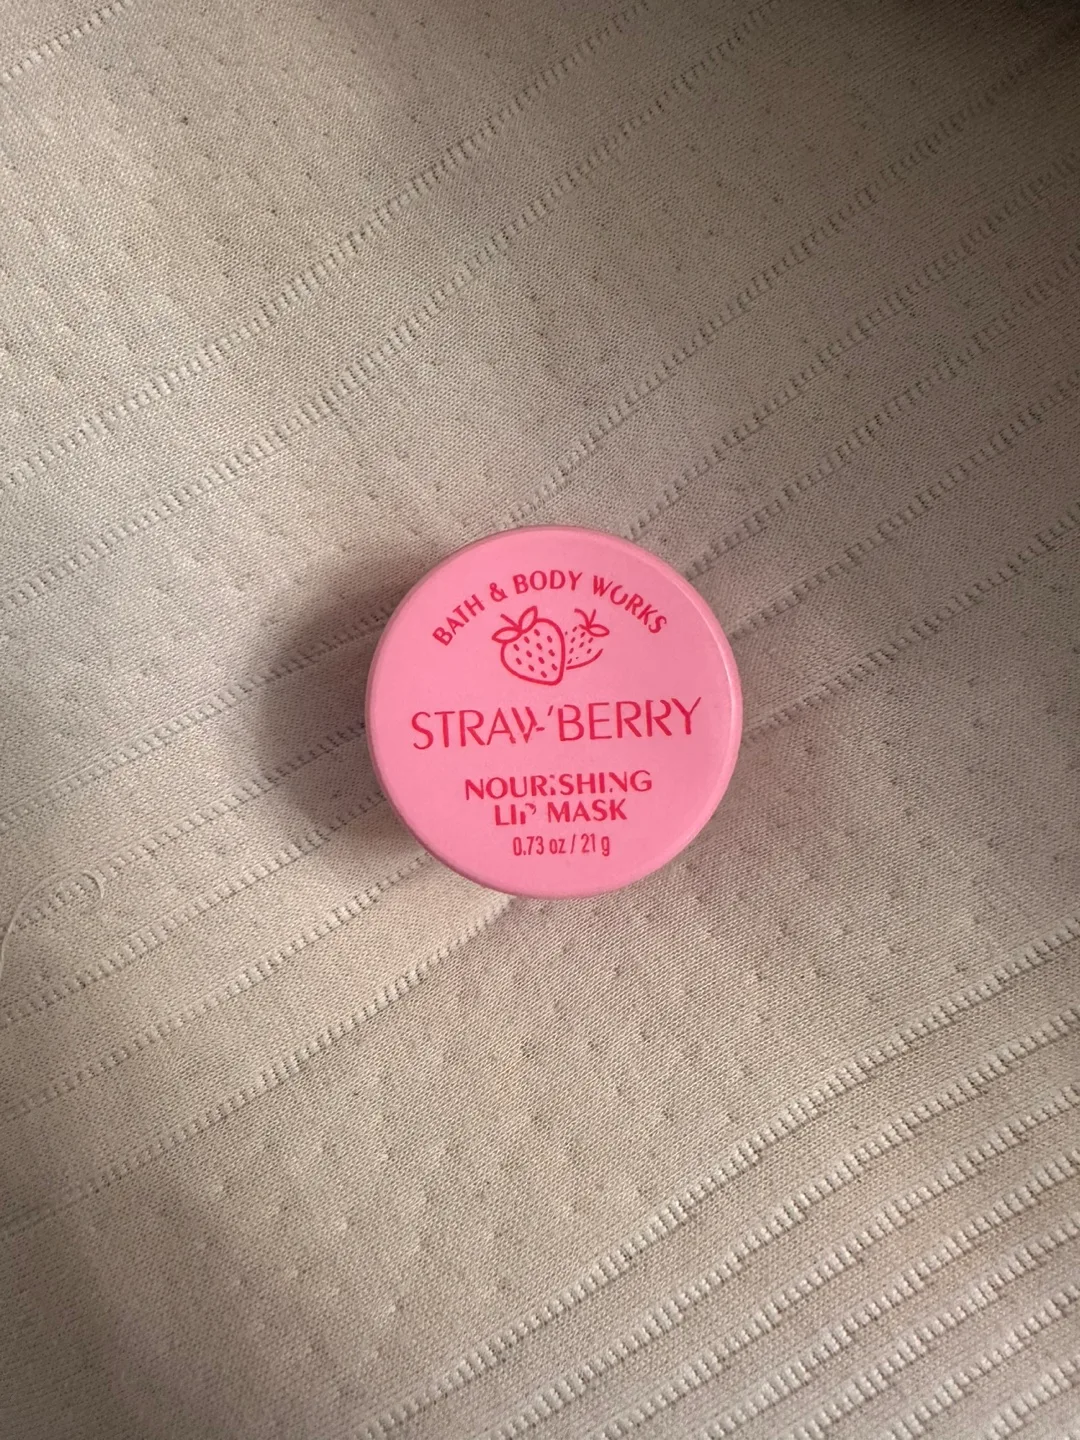 BATH & BODY WORKS
STRAWBERRY
NOURISHING
LIP MASK
0.73 oz / 21 g